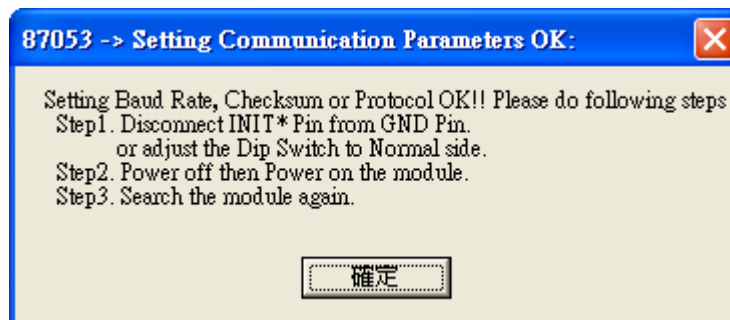 87053 -> Setting Communication Parameters OK:
Setting Baud Rate, Checksum or Protocol OK!! Please do following steps
Step1. Disconnect INIT* Pin from GND Pin.
or adjust the Dip Switch to Normal side.
Step2. Power off then Power on the module.
Step3. Search the module again.
確定